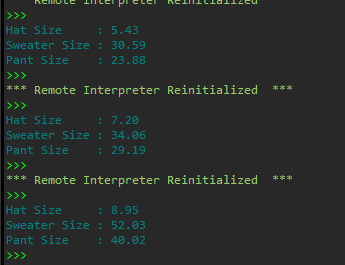 Remote Interpreter Reinitialized
>>>
Hat Size     : 5.43
Sweater Size : 30.59
Pant Size    : 23.88
>>>
*** Remote Interpreter Reinitialized  ***
>>>
Hat Size     : 7.20
Sweater Size : 34.06
Pant Size    : 29.19
>>>
*** Remote Interpreter Reinitialized  ***
>>>
Hat Size     : 8.95
Sweater Size : 52.03
Pant Size    : 40.02
>>>